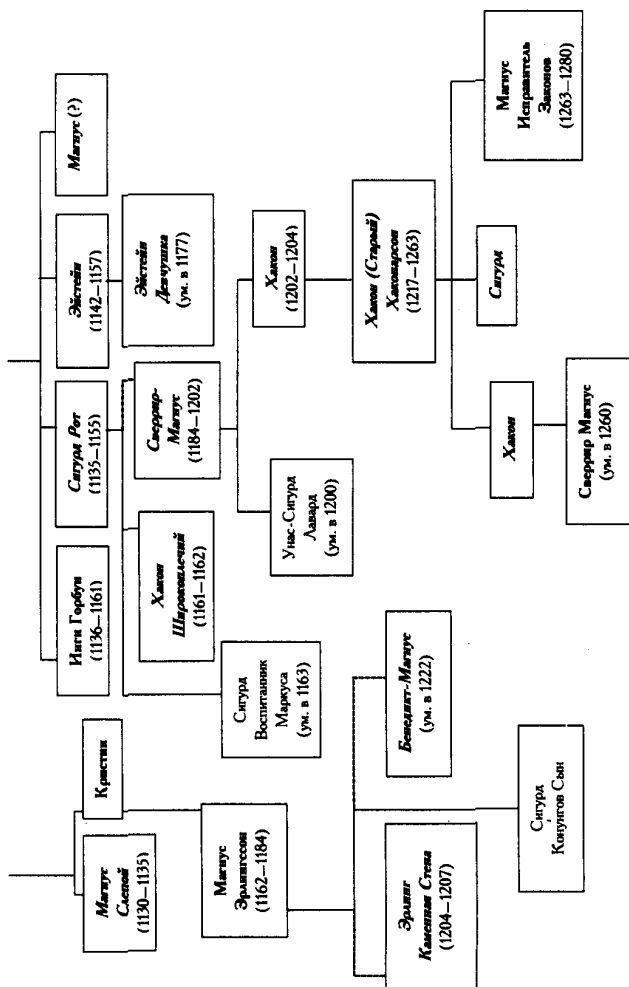 Магнус
Слепой
(1130—1135)
Кристин
Инги Горбун
(1136—1161)
Сигурд Рот
(1135—1155)
Эйстейн
(1142—1157)
Магнус (?)
Магнус
Эрлингссон
(1162—1184)
Сигурд
Воспитанник
Маркуса
(ум. в 1163)
Хакон
Широкоплечий
(1161—1162)
Сверрир-
Магнус
(1184—1202)
Эйстейн
Девчушка
(ум. в 1177)
Эрлинг
Каменная Стена
(1204—1207)
Сигурд
Конунгов Сын
Бенедикт-Магнус
(ум. в 1222)
Унас-Сигурд
Лавард
(ум. в 1200)
Хакон
(1202—1204)
Хакон (Старый)
Хаконарсон
(1217—1263)
Хакон
Сигурд
Магнус
Исправитель
Законов
(1263—1280)
Сверрир Магнус
(ум. в 1260)